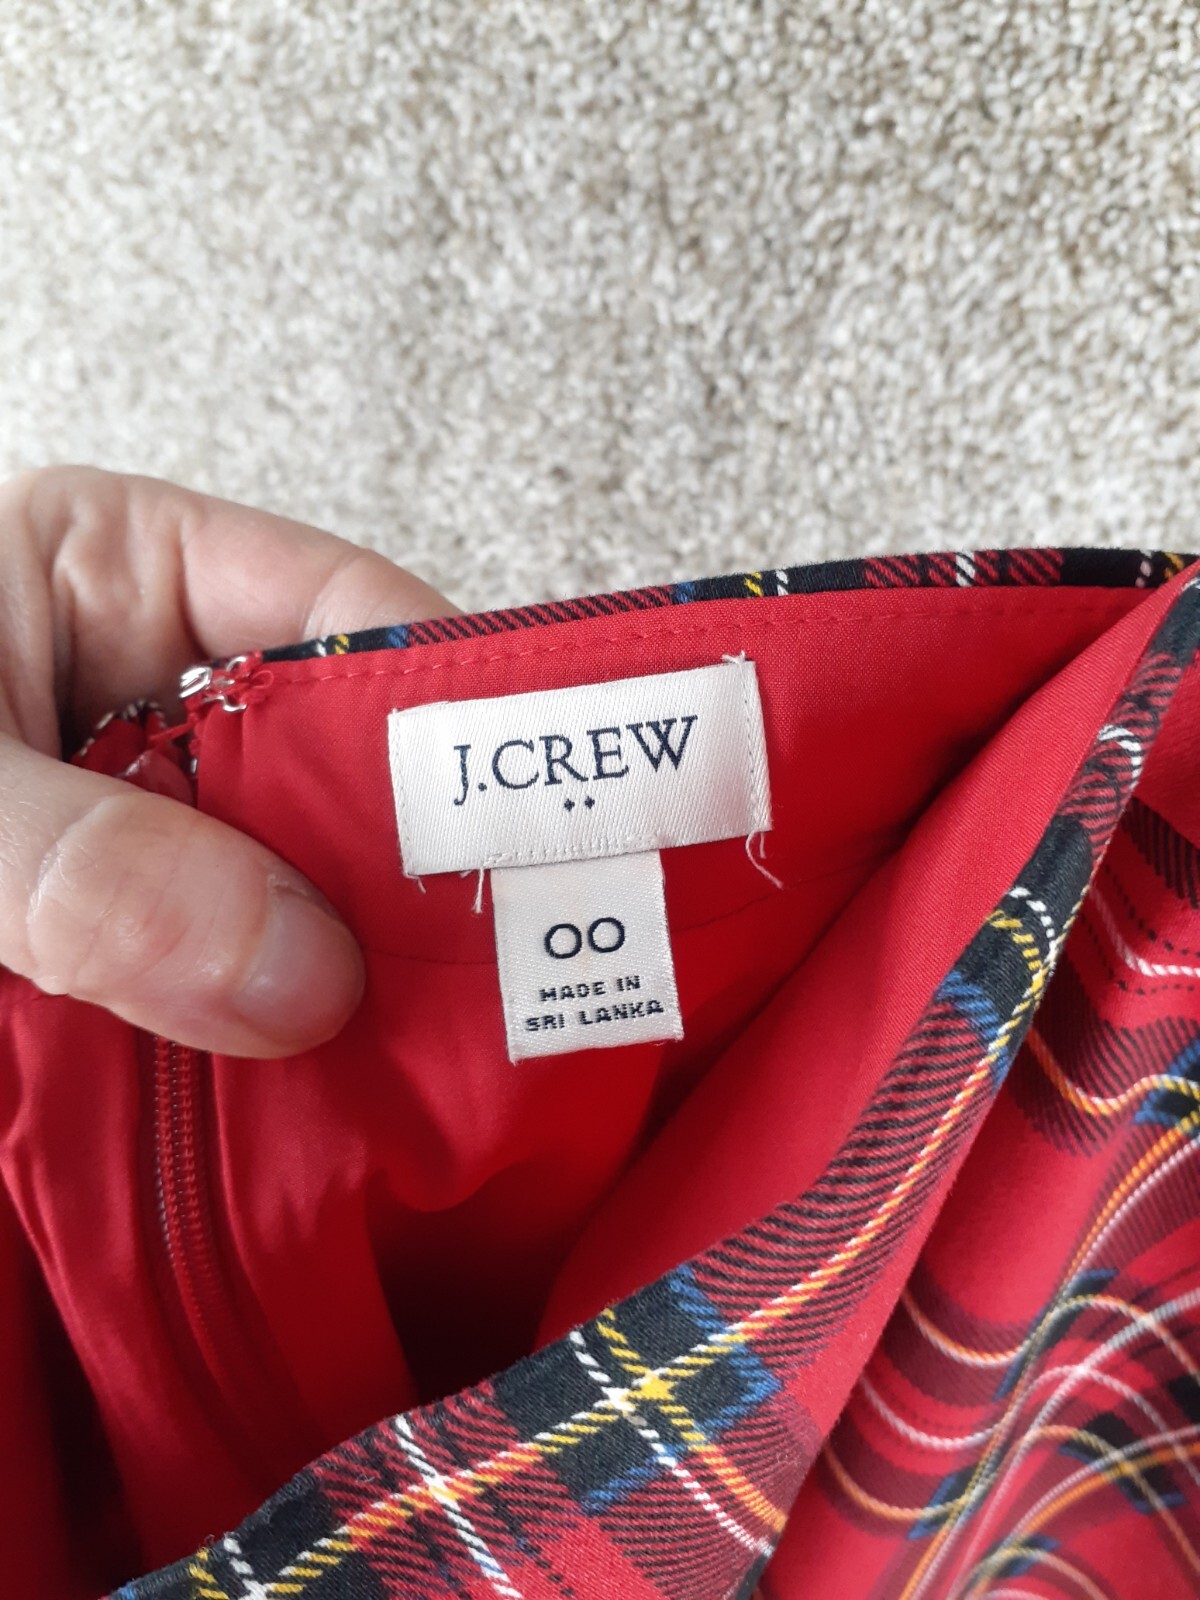 J.CREW
00
MADE IN
SRI LANKA